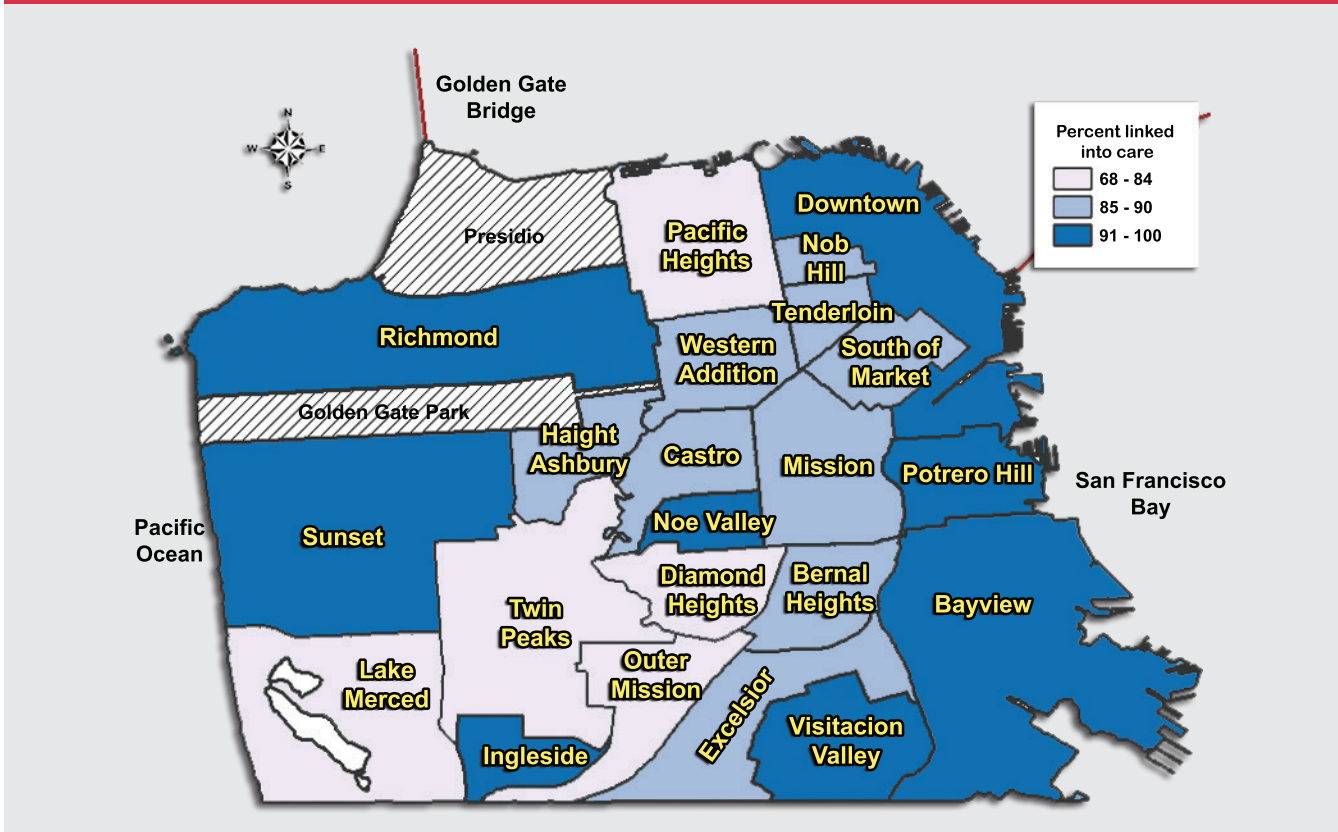 Golden Gate
Bridge
N
W
E
S
Percent linked
into care
68 - 84
85 - 90
91 - 100
Downtown
Presidio
Pacific
Heights
Nob
Hill
Tenderloin
Richmond
Western
Addition
South of
Market
Golden Gate Park
Haight
Ashbury
Castro
Mission
Potrero Hill
San Francisco
Bay
Pacific
Ocean
Sunset
Noe Valley
Diamond
Heights
Bernal
Heights
Bayview
Twin
Peaks
Lake
Merced
Outer
Mission
Excelsior
Visitacion
Valley
Ingleside